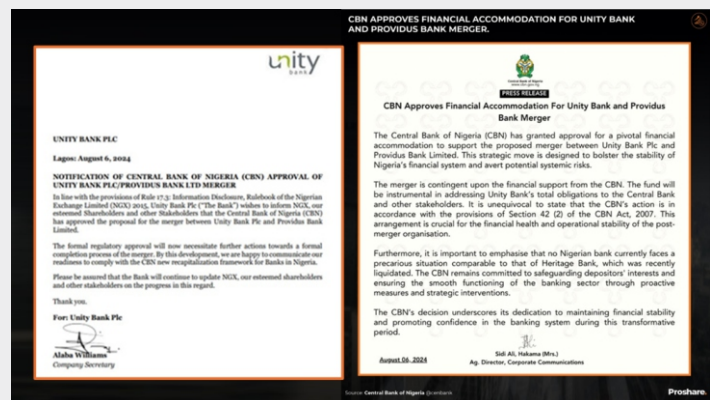 CBN APPROVES FINANCIAL ACCOMMODATION FOR UNITY BANK
AND PROVIDUS BANK MERGER.
unity
bank
UNITY BANK PLC
Lagos: August 6, 2024
NOTIFICATION OF CENTRAL BANK OF NIGERIA (CBN) APPROVAL OF
UNITY BANK PLC/PROVIDUS BANK LTD MERGER
In line with the provisions of Rule 17.3: Information Disclosure, Rulebook of the Nigerian
Exchange Limited (NGX) 2015, Unity Bank Plc ("The Bank") wishes to inform NGX, our
esteemed Shareholders and other Stakeholders that the Central Bank of Nigeria (CBN)
has approved the proposal for the merger between Unity Bank Plc and Providus Bank
Limited.
The formal regulatory approval will now necessitate further actions towards a formal
completion process of the merger. By this development, we are happy to communicate our
readiness to comply with the CBN new recapitalization framework for Banks in Nigeria.
Please be assured that the Bank will continue to update NGX, our esteemed shareholders
and other stakeholders on the progress in this regard.
Thank you.
For: Unity Bank Plc
Alaba Williams
Company Secretary
Central Bank of Nigeria
PRESS RELEASE
CBN Approves Financial Accommodation For Unity Bank and Providus
Bank Merger
The Central Bank of Nigeria (CBN) has granted approval for a pivotal financial
accommodation to support the proposed merger between Unity Bank Plc and
Providus Bank Limited. This strategic move is designed to bolster the stability of
Nigeria's financial system and avert potential systemic risks.
The merger is contingent upon the financial support from the CBN. The fund will
be instrumental in addressing Unity Bank's total obligations to the Central Bank
and other stakeholders. It is unequivocal to state that the CBN's action is in
accordance with the provisions of Section 42 (2) of the CBN Act, 2007. This
arrangement is crucial for the financial health and operational stability of the post-
merger organisation.
Furthermore, it is important to emphasise that no Nigerian bank currently faces a
precarious situation comparable to that of Heritage Bank, which was recently
liquidated. The CBN remains committed to safeguarding depositors' interests and
ensuring the smooth functioning of the banking sector through proactive
measures and strategic interventions.
The CBN's decision underscores its dedication to maintaining financial stability
and promoting confidence in the banking system during this transformative
period.
August 06, 2024
Sidi Ali, Hakama (Mrs.)
Ag. Director, Corporate Communications
Source: Central Bank of Nigeria @cenbank
Proshare.